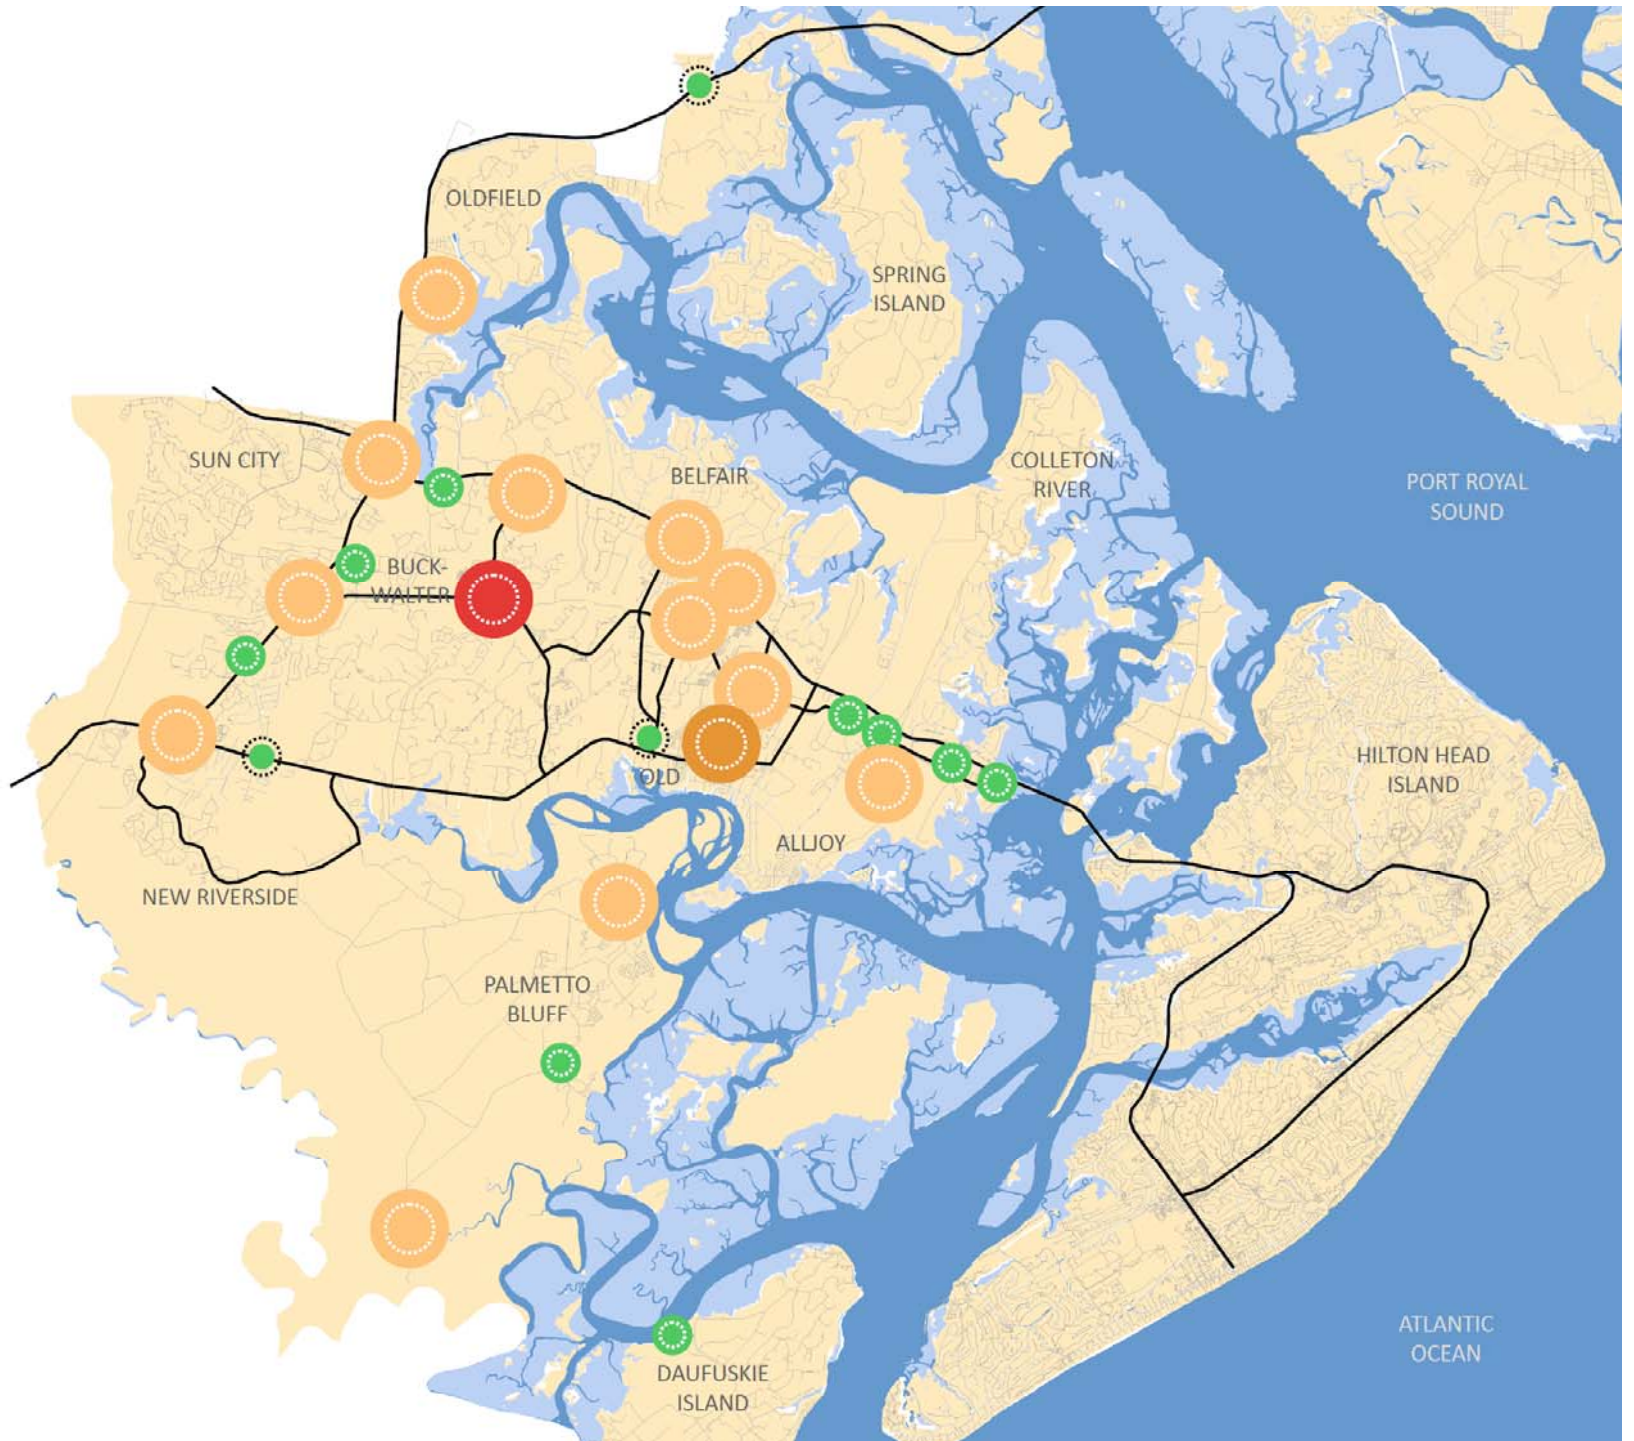 OLDFIELD
SPRING
ISLAND
SUN CITY
BELFAIR
COLLETON
RIVER
PORT ROYAL
SOUND
BUCK-
WALTER
HILTON HEAD
ISLAND
OLD
ALLJOY
NEW RIVERSIDE
PALMETTO
BLUFF
ATLANTIC
OCEAN
DAUFUSKIE
ISLAND